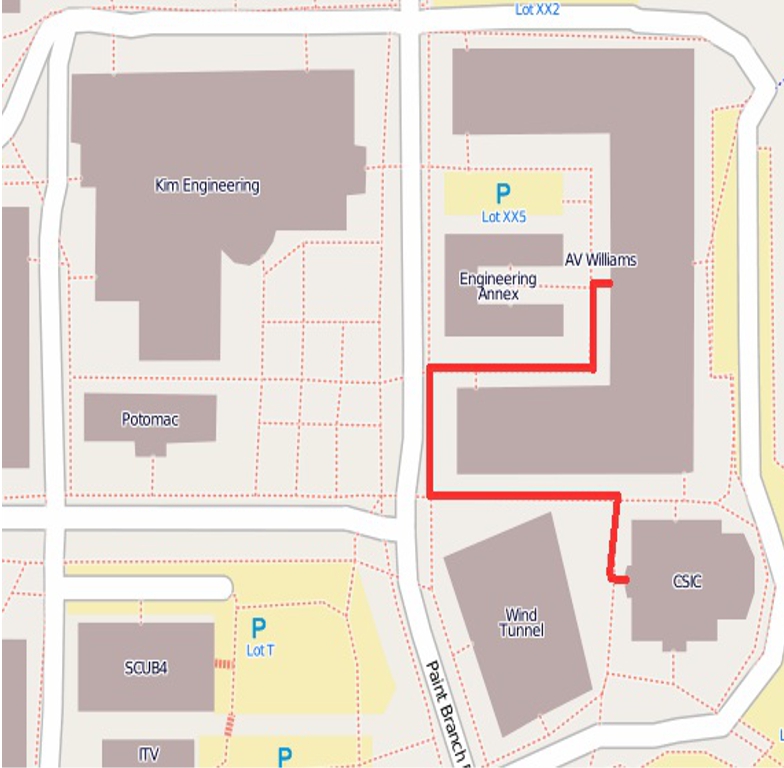 Lot XX2
Kim Engineering
P
Lot XX5
AV Williams
Engineering
Annex
Potomac
CSIC
Wind
Tunnel
P
Lot T
SCUB4
Paint Branch
ITV
P